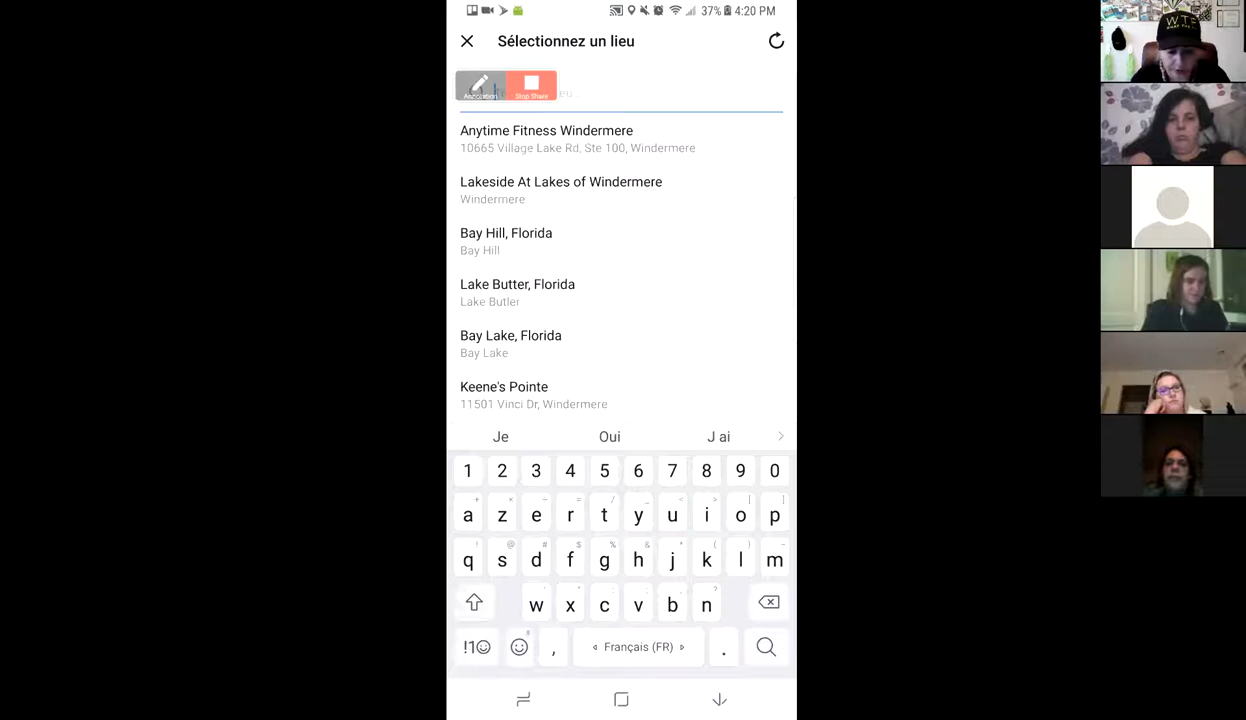 37% 4:20 PM
Sélectionnez un lieu
Annotation
Stop Share
Anytime Fitness Windermere
10665 Village Lake Rd, Ste 100, Windermere
Lakeside At Lakes of Windermere
Windermere
Bay Hill, Florida
Bay Hill
Lake Butter, Florida
Lake Butler
Bay Lake, Florida
Bay Lake
Keene's Pointe
11501 Vinci Dr, Windermere
Je Oui J ai
1 2 3 4 5 6 7 8 9 0
a z e r t y u i o p
q s d f g h j k l m
w x c v b n
!1 , Français (FR) .
WTF